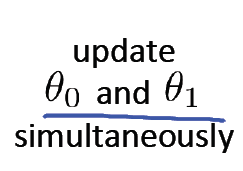 update
θ₀ and θ₁
simultaneously